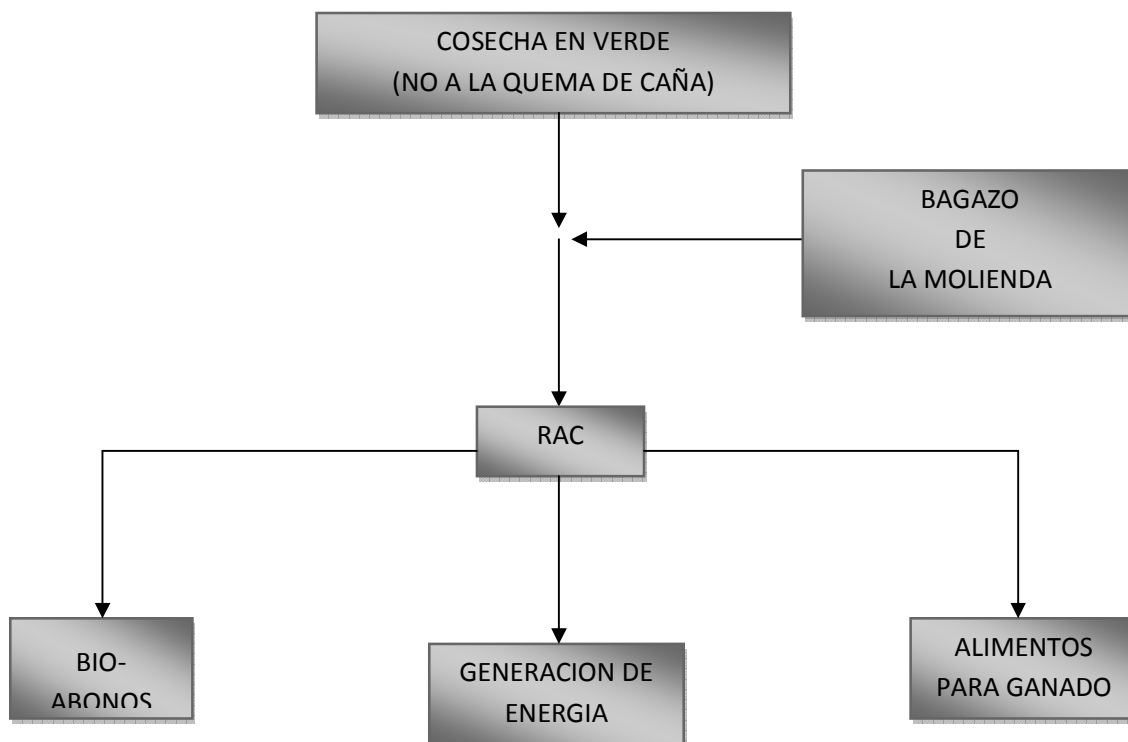 COSECHA EN VERDE
(NO A LA QUEMA DE CAÑA)
BAGAZO
DE
LA MOLIENDA
RAC
BIO-
ABONOS
GENERACION DE
ENERGIA
ALIMENTOS
PARA GANADO